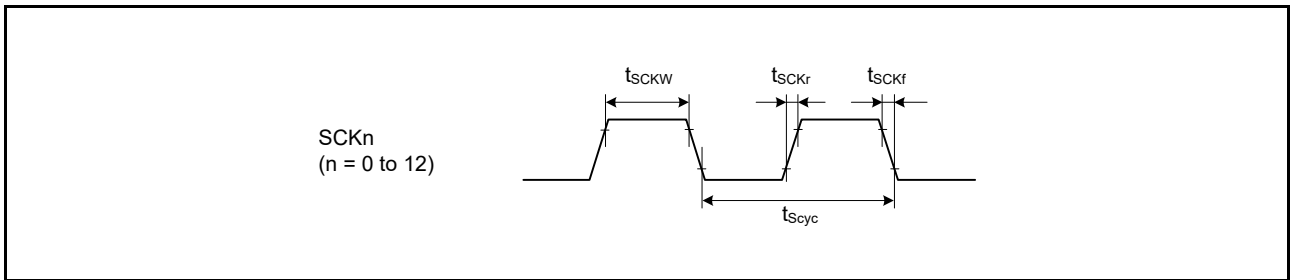 tSCKW
tSCKr
tSCKf
SCKn
(n = 0 to 12)
tScyc